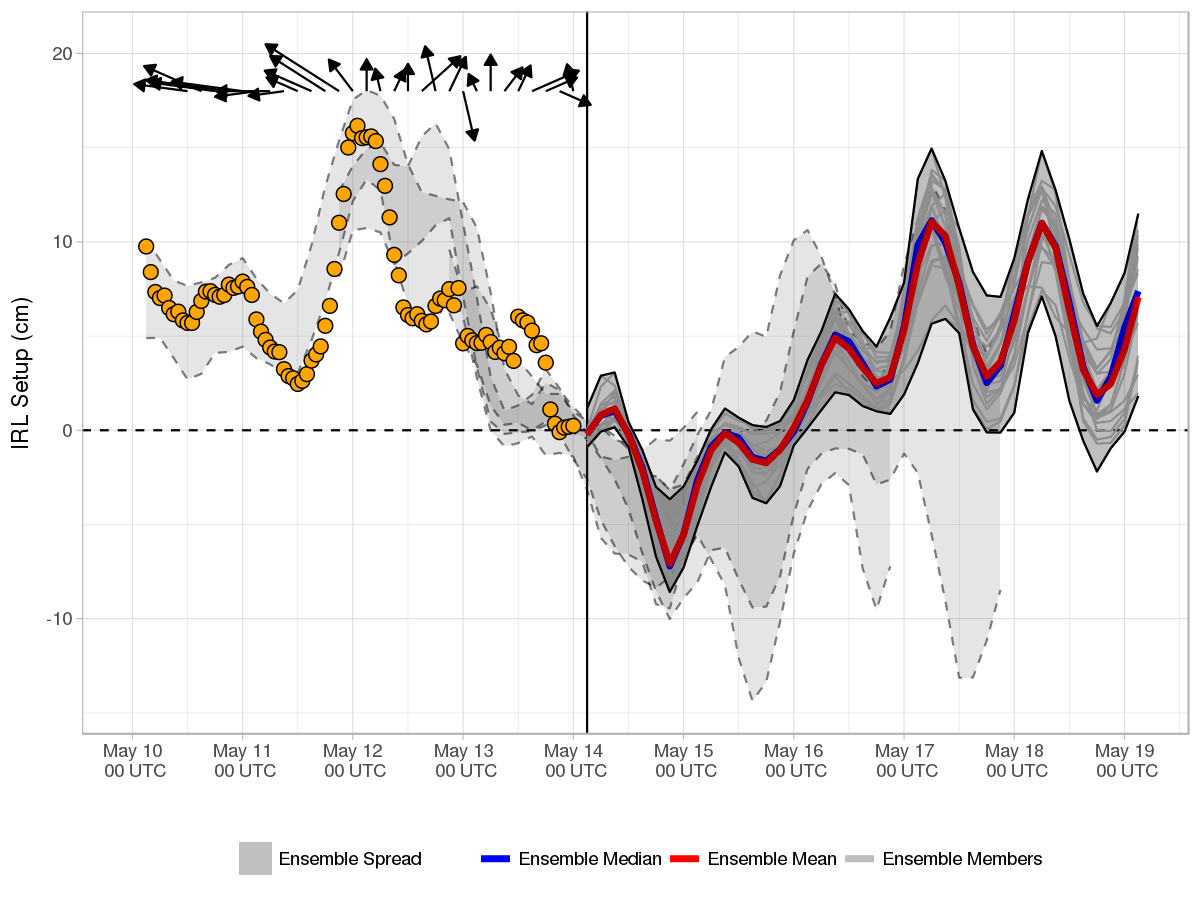 IRL Setup (cm)
20
10
0
-10
May 10 May 11 May 12 May 13 May 14 May 15 May 16 May 17 May 18 May 19
00 UTC 00 UTC 00 UTC 00 UTC 00 UTC 00 UTC 00 UTC 00 UTC 00 UTC 00 UTC
Ensemble Spread Ensemble Median Ensemble Mean Ensemble Members